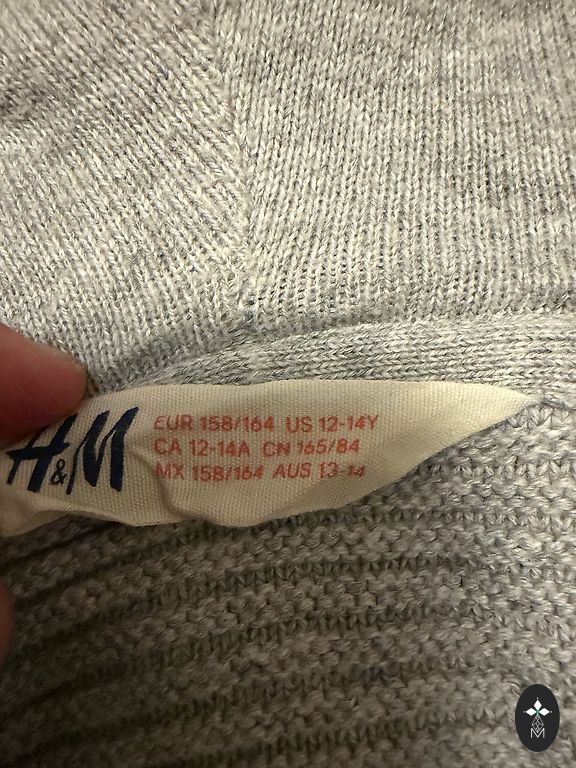 H&M
EUR 158/164 US 12-14Y
CA 12-14A CN 165/84
MX 158/164 AUS 13-14
M